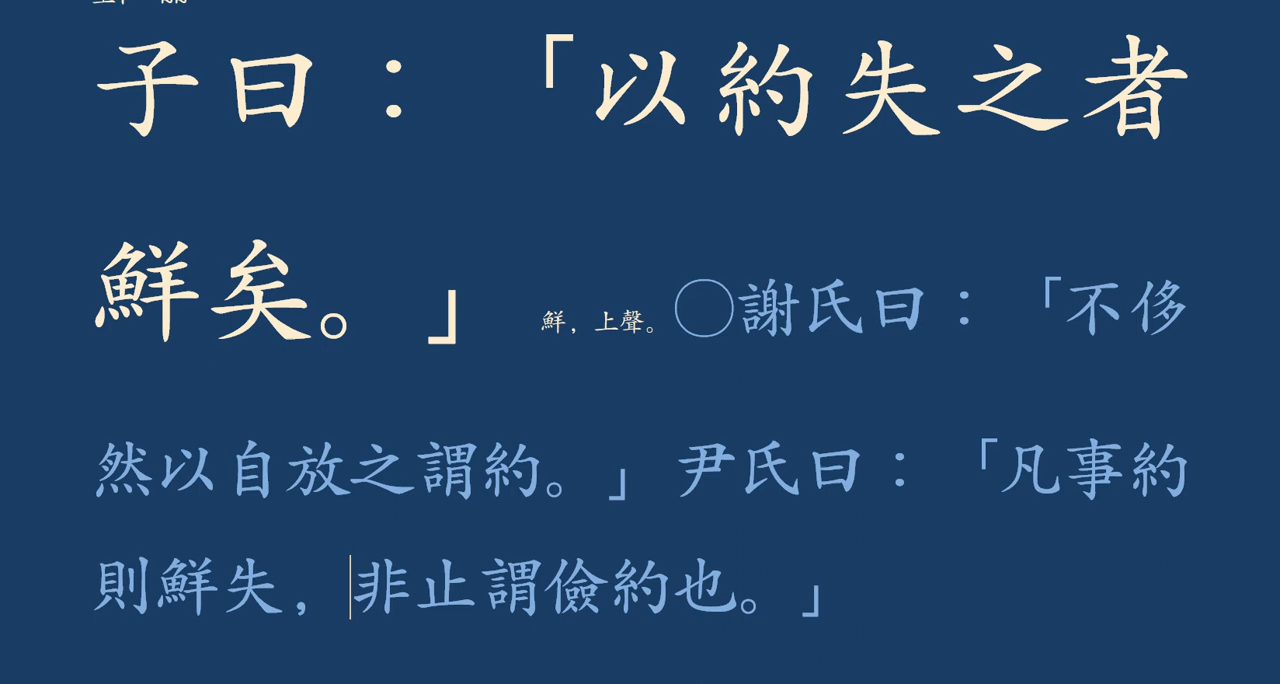 子曰：「以約失之者
鮮矣。」 鮮，上聲。〇謝氏曰：「不侈
然以自放之謂約。」尹氏曰：「凡事約
則鮮失，非止謂儉約也。」